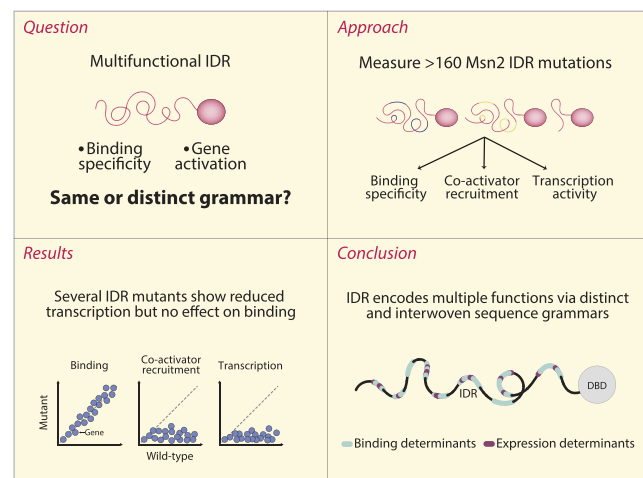 Question
Multifunctional IDR
• Binding specificity
• Gene activation
Same or distinct grammar?
Approach
Measure >160 Msn2 IDR mutations
Binding specificity
Co-activator recruitment
Transcription activity
Results
Several IDR mutants show reduced
transcription but no effect on binding
Binding
Co-activator recruitment
Transcription
Mutant
Gene
Wild-type
Conclusion
IDR encodes multiple functions via distinct
and interwoven sequence grammars
IDR
DBD
Binding determinants
Expression determinants